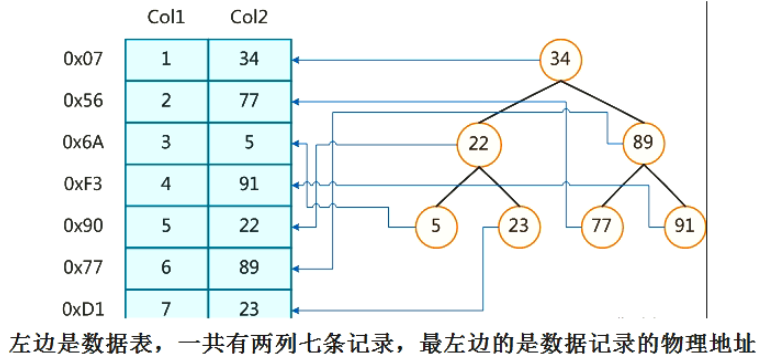 Col1 Col2
0x07 1 34 34
0x56 2 77
0x6A 3 5 22 89
0xF3 4 91
0x90 5 22 5 23 77 91
0x77 6 89
0xD1 7 23
左边是数据表，一共有两列七条记录，最左边的是数据记录的物理地址